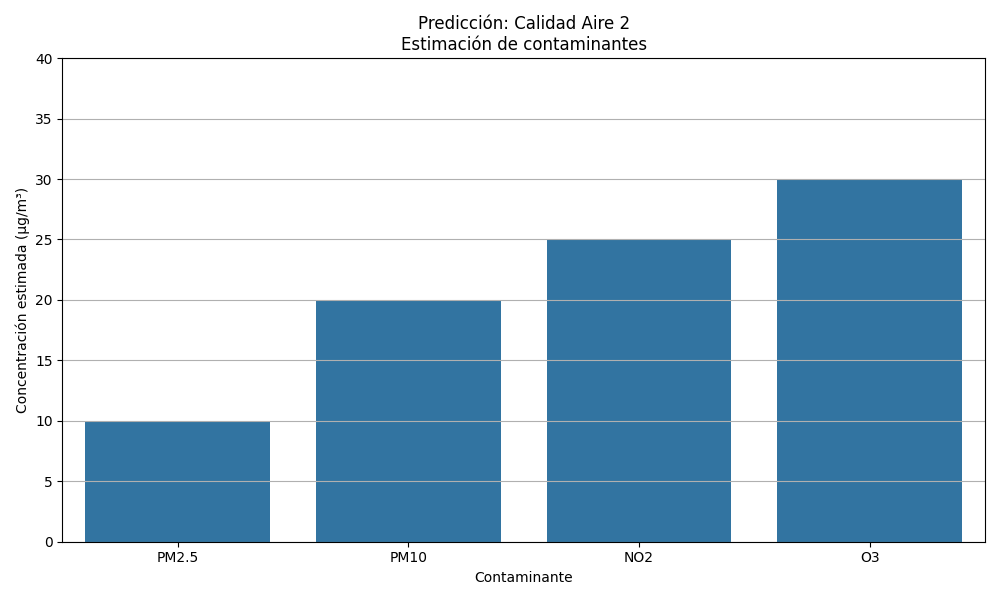 Predicción: Calidad Aire 2
Estimación de contaminantes
Concentración estimada (µg/m³)
40
35
30
25
20
15
10
5
0
PM2.5
PM10
NO2
O3
Contaminante